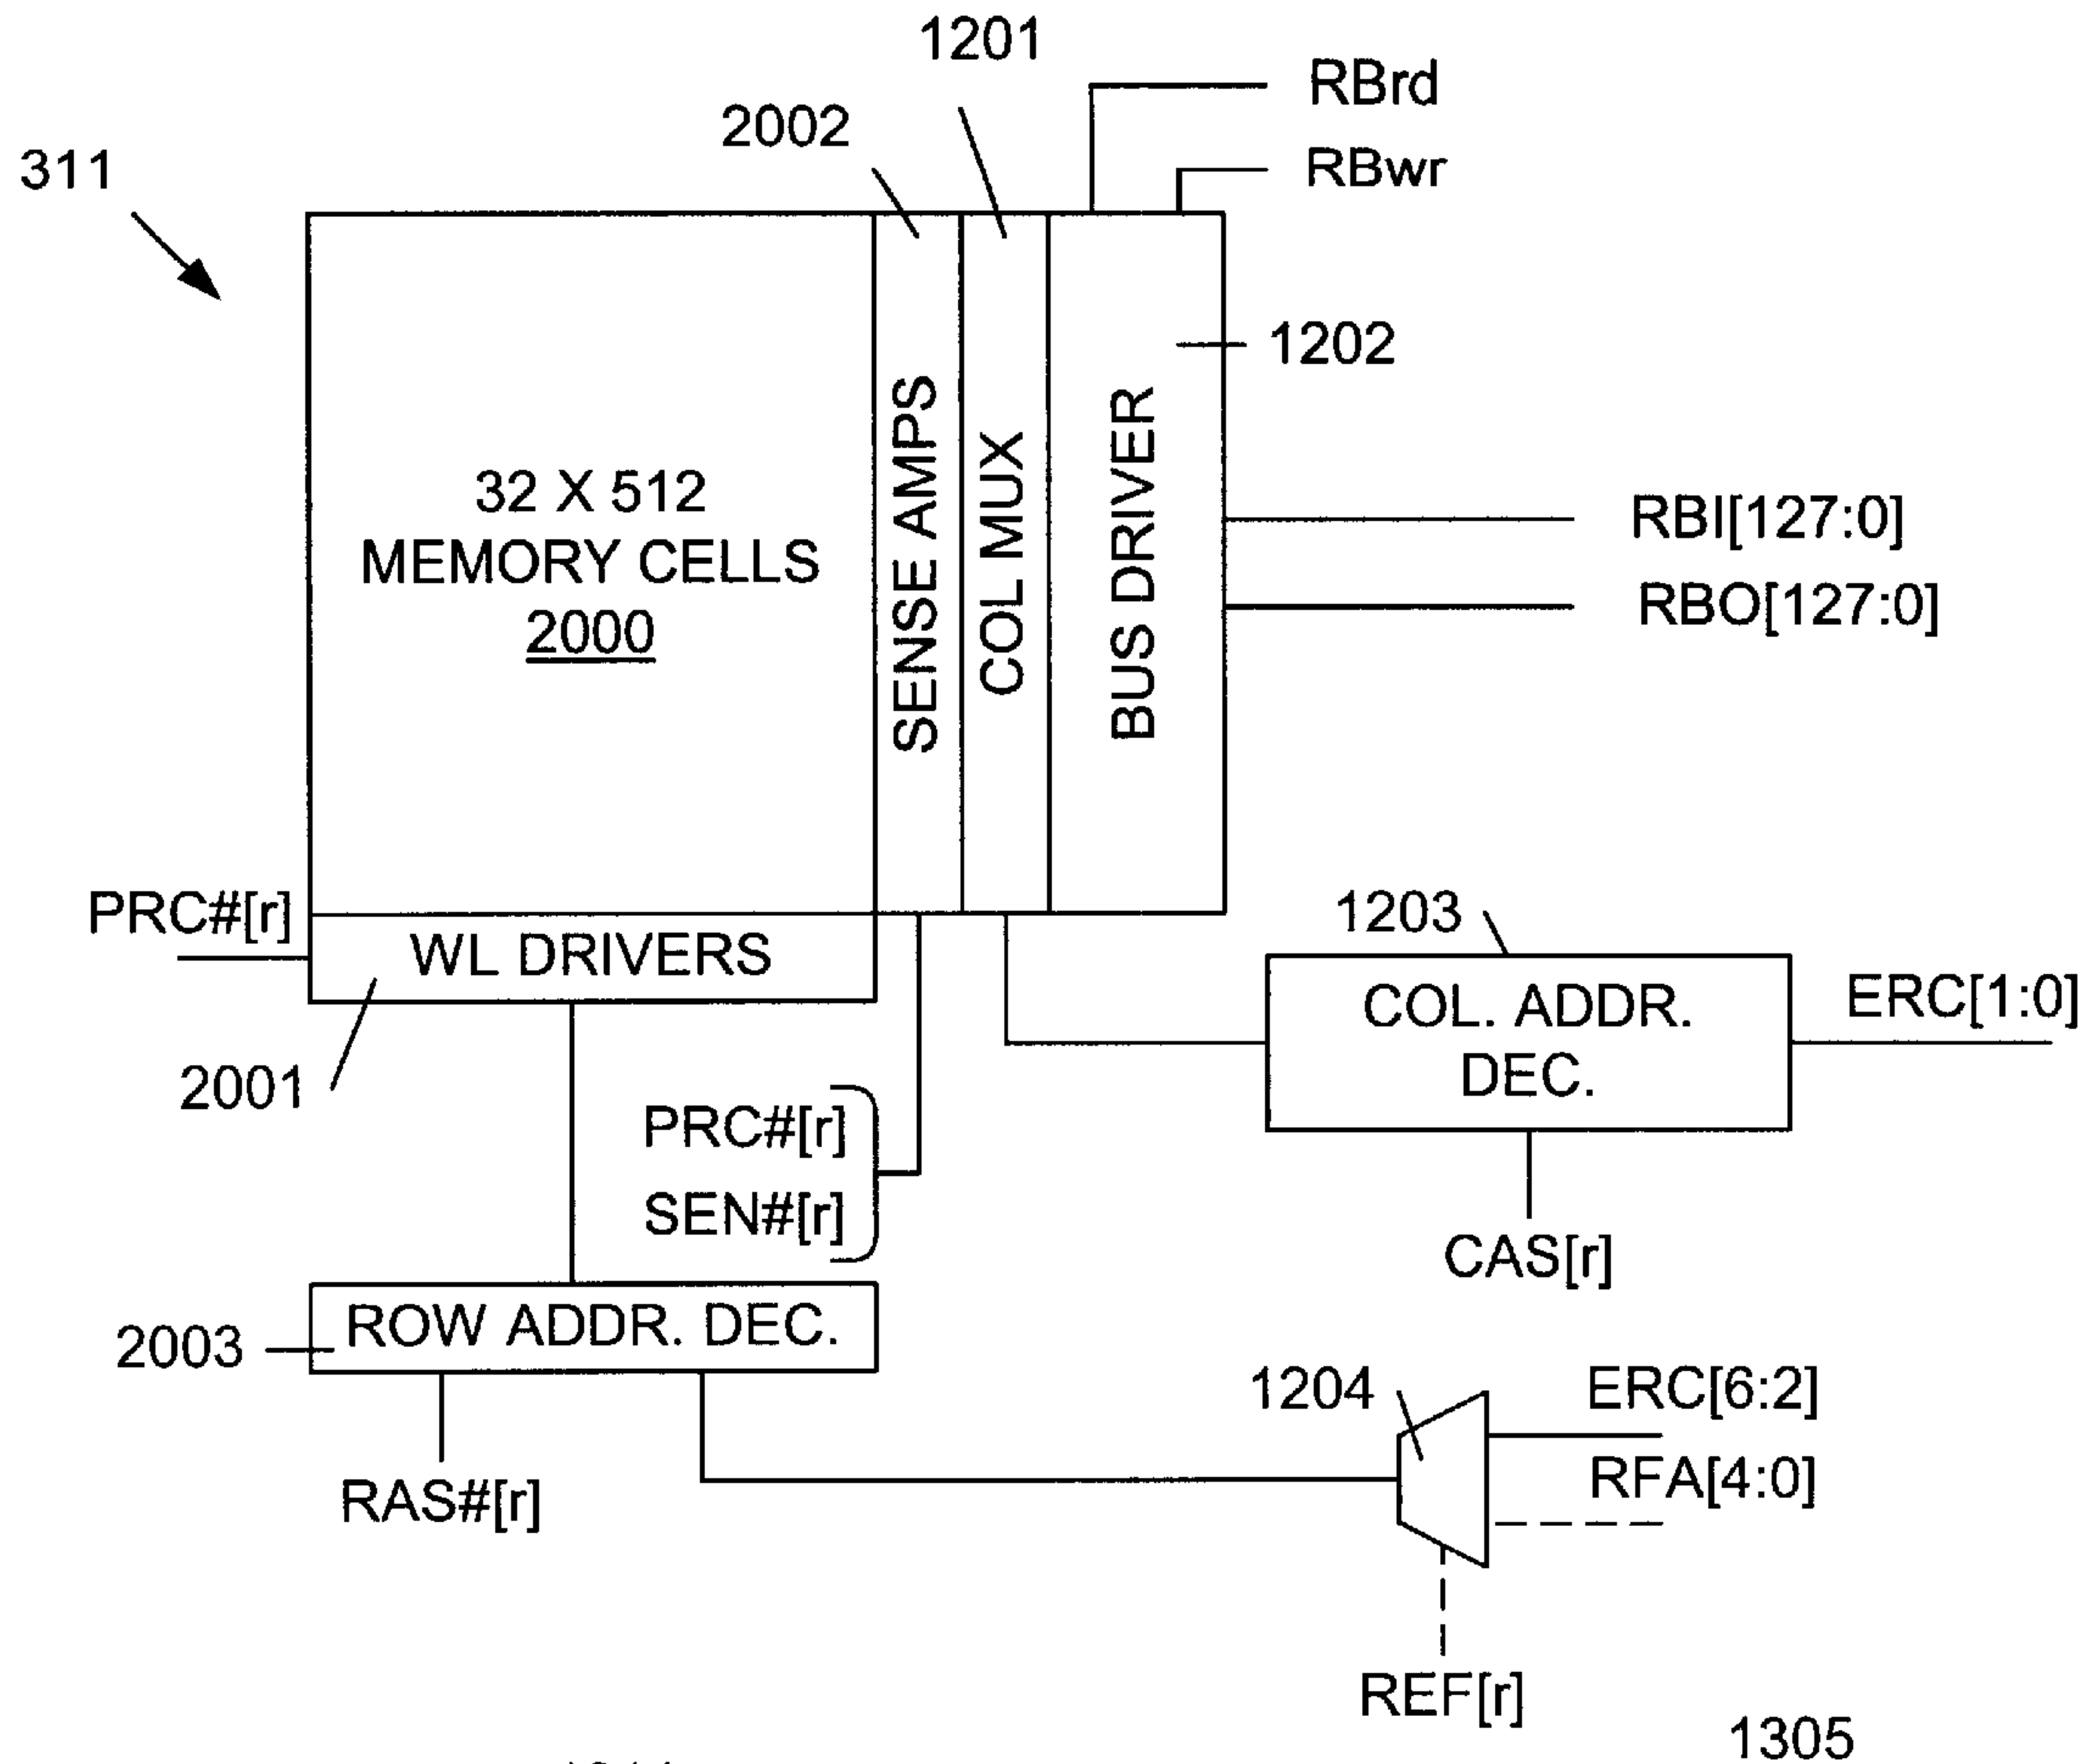 1201
RBrd
2002
RBwr
311
1202
SENSE AMPS
COL MUX
BUS DRIVER
32 X 512
MEMORY CELLS
2000
RBI[127:0]
RBO[127:0]
PRC#[r]
WL DRIVERS
1203
COL. ADDR.
DEC.
ERC[1:0]
2001
PRC#[r]
SEN#[r]
CAS[r]
ROW ADDR. DEC.
2003
1204
ERC[6:2]
RFA[4:0]
RAS#[r]
REF[r]
1305